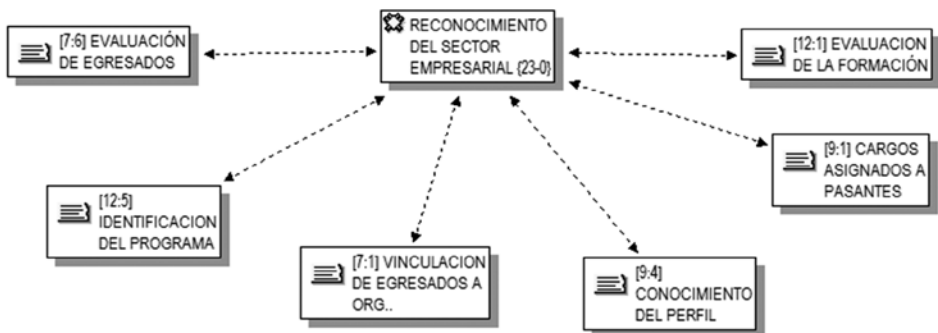 [7:6] EVALUACIÓN
DE EGRESADOS
RECONOCIMIENTO
DEL SECTOR
EMPRESARIAL {23-0}
[12:1] EVALUACION
DE LA FORMACIÓN
[9:1] CARGOS
ASIGNADOS A
PASANTES
[12:5]
IDENTIFICACION
DEL PROGRAMA
[7:1] VINCULACION
DE EGRESADOS A
ORG..
[9:4]
CONOCIMIENTO
DEL PERFIL